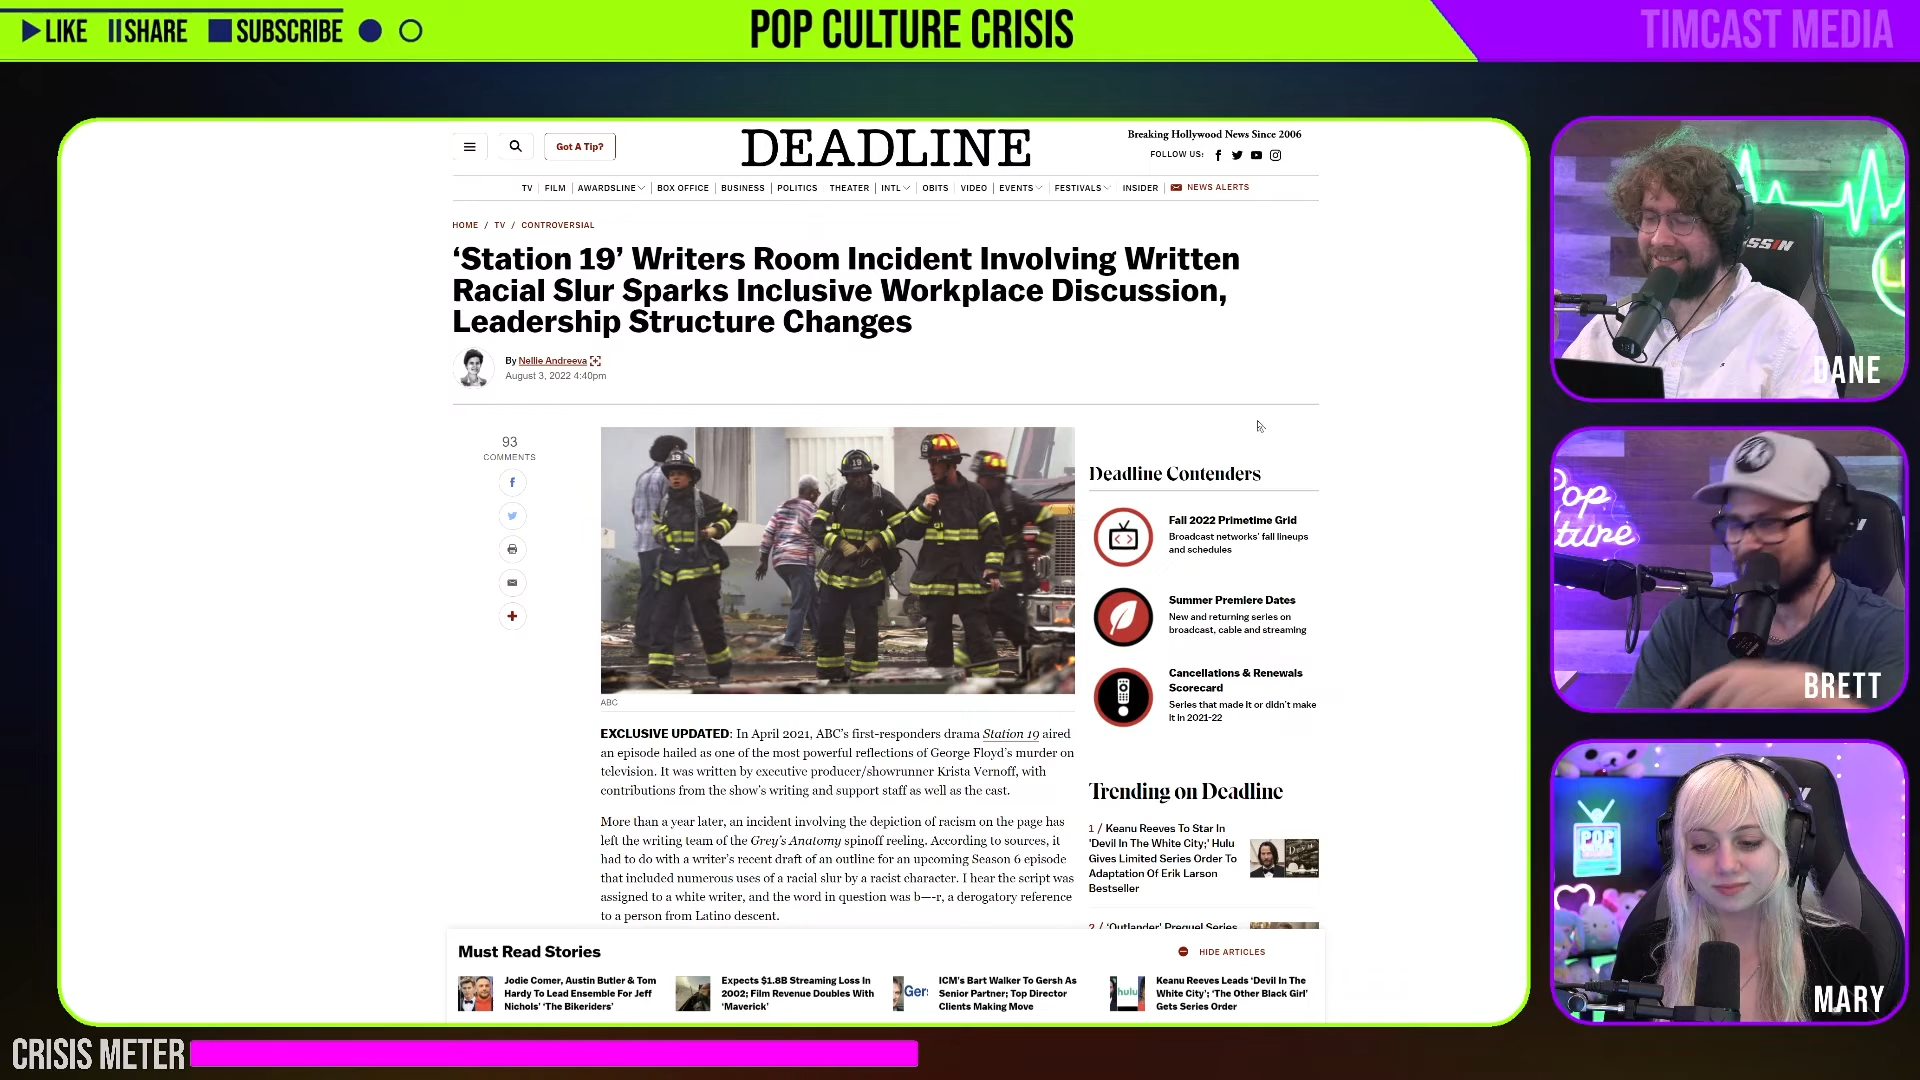 LIKE SHARE SUBSCRIBE
POP CULTURE CRISIS
TIMCAST MEDIA
Got A Tip?
DEADLINE
Breaking Hollywood News Since 2006
FOLLOW US:
TV FILM AWARDSLINE BOX OFFICE BUSINESS POLITICS THEATER INTL OBITS VIDEO EVENTS FESTIVALS INSIDER NEWS ALERTS
HOME / TV / CONTROVERSIAL
‘Station 19’ Writers Room Incident Involving Written
Racial Slur Sparks Inclusive Workplace Discussion,
Leadership Structure Changes
By Nellie Andreeva
August 3, 2022 4:40pm
93
COMMENTS
ABC
EXCLUSIVE UPDATED: In April 2021, ABC’s first-responders drama Station 19 aired
an episode hailed as one of the most powerful reflections of George Floyd’s murder on
television. It was written by executive producer/showrunner Krista Vernoff, with
contributions from the show’s writing and support staff as well as the cast.
More than a year later, an incident involving the depiction of racism on the page has
left the writing team of the Grey’s Anatomy spinoff reeling. According to sources, it
had to do with a writer’s recent draft of an outline for an upcoming Season 6 episode
that included numerous uses of a racial slur by a racist character. I hear the script was
assigned to a white writer, and the word in question was b—-r, a derogatory reference
to a person from Latino descent.
Deadline Contenders
Fall 2022 Primetime Grid
Broadcast networks’ fall lineups
and schedules
Summer Premiere Dates
New and returning series on
broadcast, cable and streaming
Cancellations & Renewals
Scorecard
Series that made it or didn’t make
it in 2021-22
Trending on Deadline
1 / Keanu Reeves To Star In
'Devil In The White City;' Hulu
Gives Limited Series Order To
Adaptation Of Erik Larson
Bestseller
2 / ‘Outlander’ Prequel Series
Must Read Stories
HIDE ARTICLES
Jodie Comer, Austin Butler & Tom
Hardy To Lead Ensemble For Jeff
Nichols’ ‘The Bikeriders’
Expects $1.8B Streaming Loss In
2002; Film Revenue Doubles With
‘Maverick’
Ger
ICM’s Bart Walker To Gersh As
Senior Partner; Top Director
Clients Making Move
hulu
Keanu Reeves Leads ‘Devil In The
White City’; ‘The Other Black Girl’
Gets Series Order
DANE
Pop
BRETT
POP
MARY
CRISIS METER